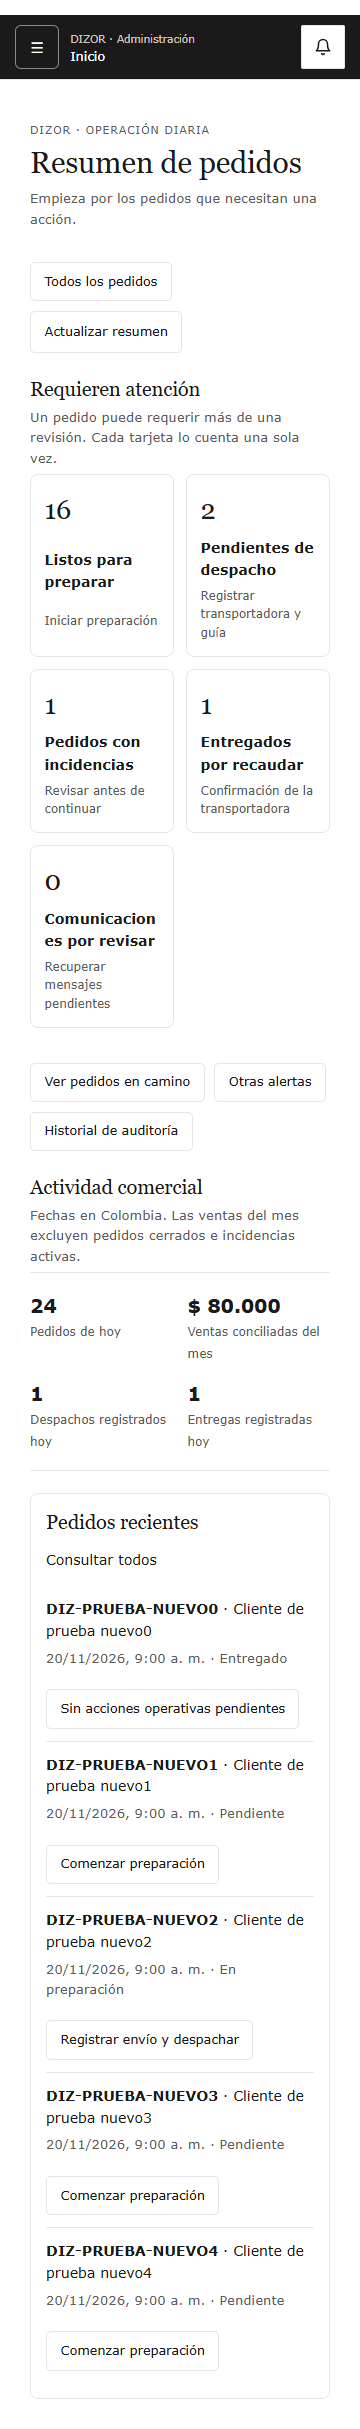 ☰
DIZOR · Administración
Inicio
DIZOR · OPERACIÓN DIARIA
Resumen de pedidos
Empieza por los pedidos que necesitan una
acción.
Todos los pedidos
Actualizar resumen
Requieren atención
Un pedido puede requerir más de una
revisión. Cada tarjeta lo cuenta una sola
vez.
16
Listos para
preparar
Iniciar preparación
2
Pendientes de
despacho
Registrar
transportadora y
guía
1
Pedidos con
incidencias
Revisar antes de
continuar
1
Entregados
por recaudar
Confirmación de la
transportadora
0
Comunicacion
es por revisar
Recuperar
mensajes
pendientes
Ver pedidos en camino
Otras alertas
Historial de auditoría
Actividad comercial
Fechas en Colombia. Las ventas del mes
excluyen pedidos cerrados e incidencias
activas.
24
Pedidos de hoy
$ 80.000
Ventas conciliadas del
mes
1
Despachos registrados
hoy
1
Entregas registradas
hoy
Pedidos recientes
Consultar todos
DIZ-PRUEBA-NUEVO0 · Cliente de
prueba nuevo0
20/11/2026, 9:00 a. m. · Entregado
Sin acciones operativas pendientes
DIZ-PRUEBA-NUEVO1 · Cliente de
prueba nuevo1
20/11/2026, 9:00 a. m. · Pendiente
Comenzar preparación
DIZ-PRUEBA-NUEVO2 · Cliente de
prueba nuevo2
20/11/2026, 9:00 a. m. · En
preparación
Registrar envío y despachar
DIZ-PRUEBA-NUEVO3 · Cliente de
prueba nuevo3
20/11/2026, 9:00 a. m. · Pendiente
Comenzar preparación
DIZ-PRUEBA-NUEVO4 · Cliente de
prueba nuevo4
20/11/2026, 9:00 a. m. · Pendiente
Comenzar preparación